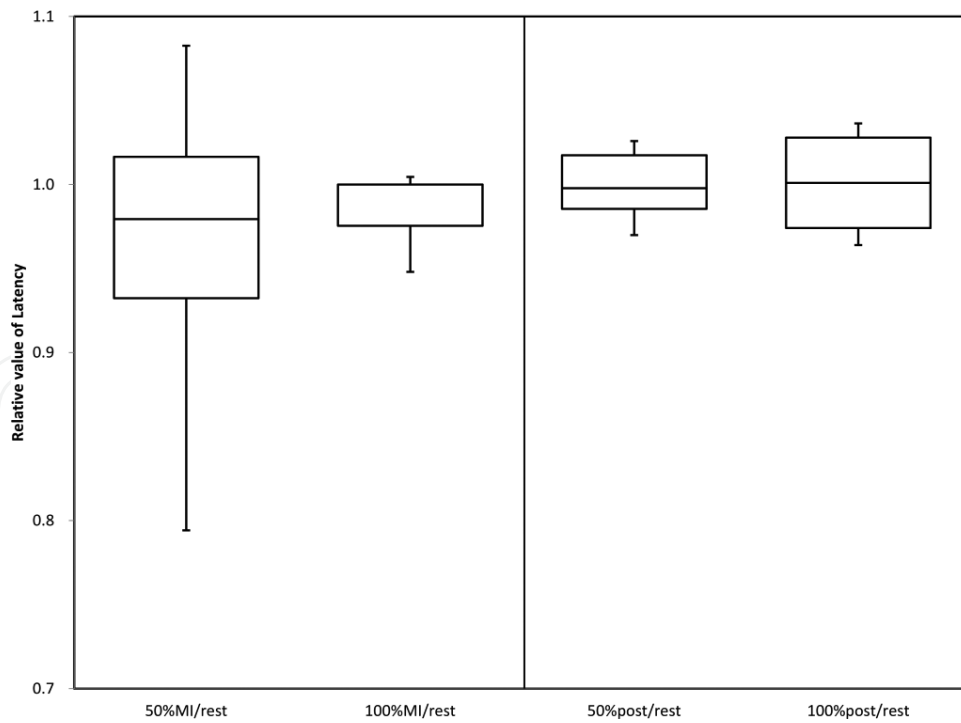 Relative value of Latency
1.1
1.0
0.9
0.8
0.7
50%MI/rest
100%MI/rest
50%post/rest
100%post/rest